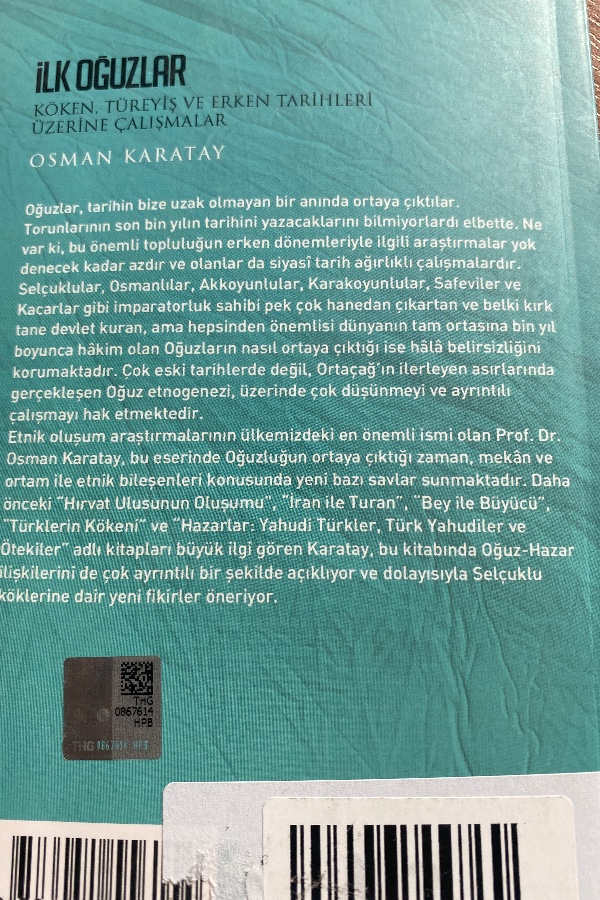 İLK OĞUZLAR
KÖKEN, TÜREYİŞ VE ERKEN TARİHLERİ
ÜZERİNE ÇALIŞMALAR
OSMAN KARATAY
Oğuzlar, tarihin bize uzak olmayan bir anında ortaya çıktılar.
Torunlarının son bin yılın tarihini yazacaklarını bilmiyorlardı elbette. Ne
var ki, bu önemli topluluğun erken dönemleriyle ilgili araştırmalar yok
denecek kadar azdır ve olanlar da siyasî tarih ağırlıklı çalışmalardır.
Selçuklular, Osmanlılar, Akkoyunlular, Karakoyunlular, Safeviler ve
Kacarlar gibi imparatorluk sahibi pek çok hanedan çıkartan ve belki kırk
tane devlet kuran, ama hepsinden önemlisi dünyanın tam ortasına bin yıl
boyunca hâkim olan Oğuzların nasıl ortaya çıktığı ise hâlâ belirsizliğini
korumaktadır. Çok eski tarihlerde değil, Ortaçağ'ın ilerleyen asırlarında
gerçekleşen Oğuz etnogenezi, üzerinde çok düşünmeyi ve ayrıntılı
çalışmayı hak etmektedir.
Etnik oluşum araştırmalarının ülkemizdeki en önemli ismi olan Prof. Dr.
Osman Karatay, bu eserinde Oğuzluğun ortaya çıktığı zaman, mekân ve
ortam ile etnik bileşenleri konusunda yeni bazı savlar sunmaktadır. Daha
önceki "Hırvat Ulusunun Oluşumu", "İran ile Turan", "Bey ile Büyücü",
"Türklerin Kökeni" ve "Hazarlar: Yahudi Türkler, Türk Yahudiler ve
Ötekiler" adlı kitapları büyük ilgi gören Karatay, bu kitabında Oğuz-Hazar
ilişkilerini de çok ayrıntılı bir şekilde açıklıyor ve dolayısıyla Selçuklu
köklerine dair yeni fikirler öneriyor.
THG
0867614
HPB
THG 0867614 HPB